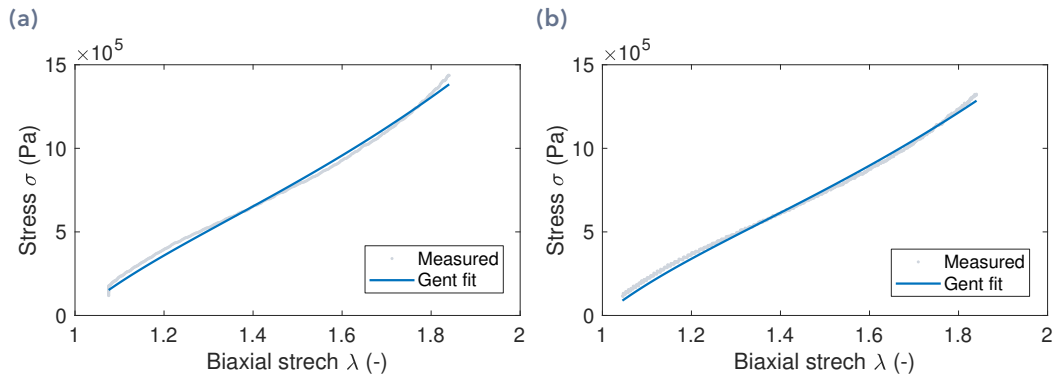 (a)
×10⁵
15
10
5
0
Stress σ (Pa)
1
1.2
1.4
1.6
1.8
2
Biaxial strech λ (-)
Measured
Gent fit
(b)
×10⁵
15
10
5
0
Stress σ (Pa)
1
1.2
1.4
1.6
1.8
2
Biaxial strech λ (-)
Measured
Gent fit